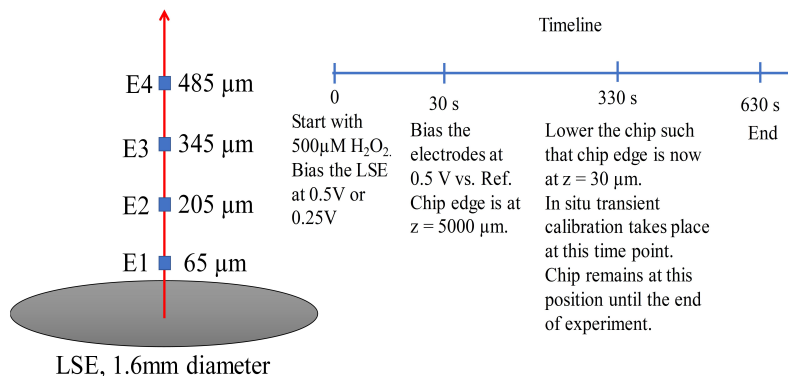 Timeline
E4 485 µm
E3 345 µm
E2 205 µm
E1 65 µm
LSE, 1.6mm diameter
0
Start with
500µM H₂O₂.
Bias the LSE
at 0.5V or
0.25V
30 s
Bias the
electrodes at
0.5 V vs. Ref.
Chip edge is at
z = 5000 µm.
330 s
Lower the chip such
that chip edge is now
at z = 30 µm.
In situ transient
calibration takes place
at this time point.
Chip remains at this
position until the end
of experiment.
630 s
End